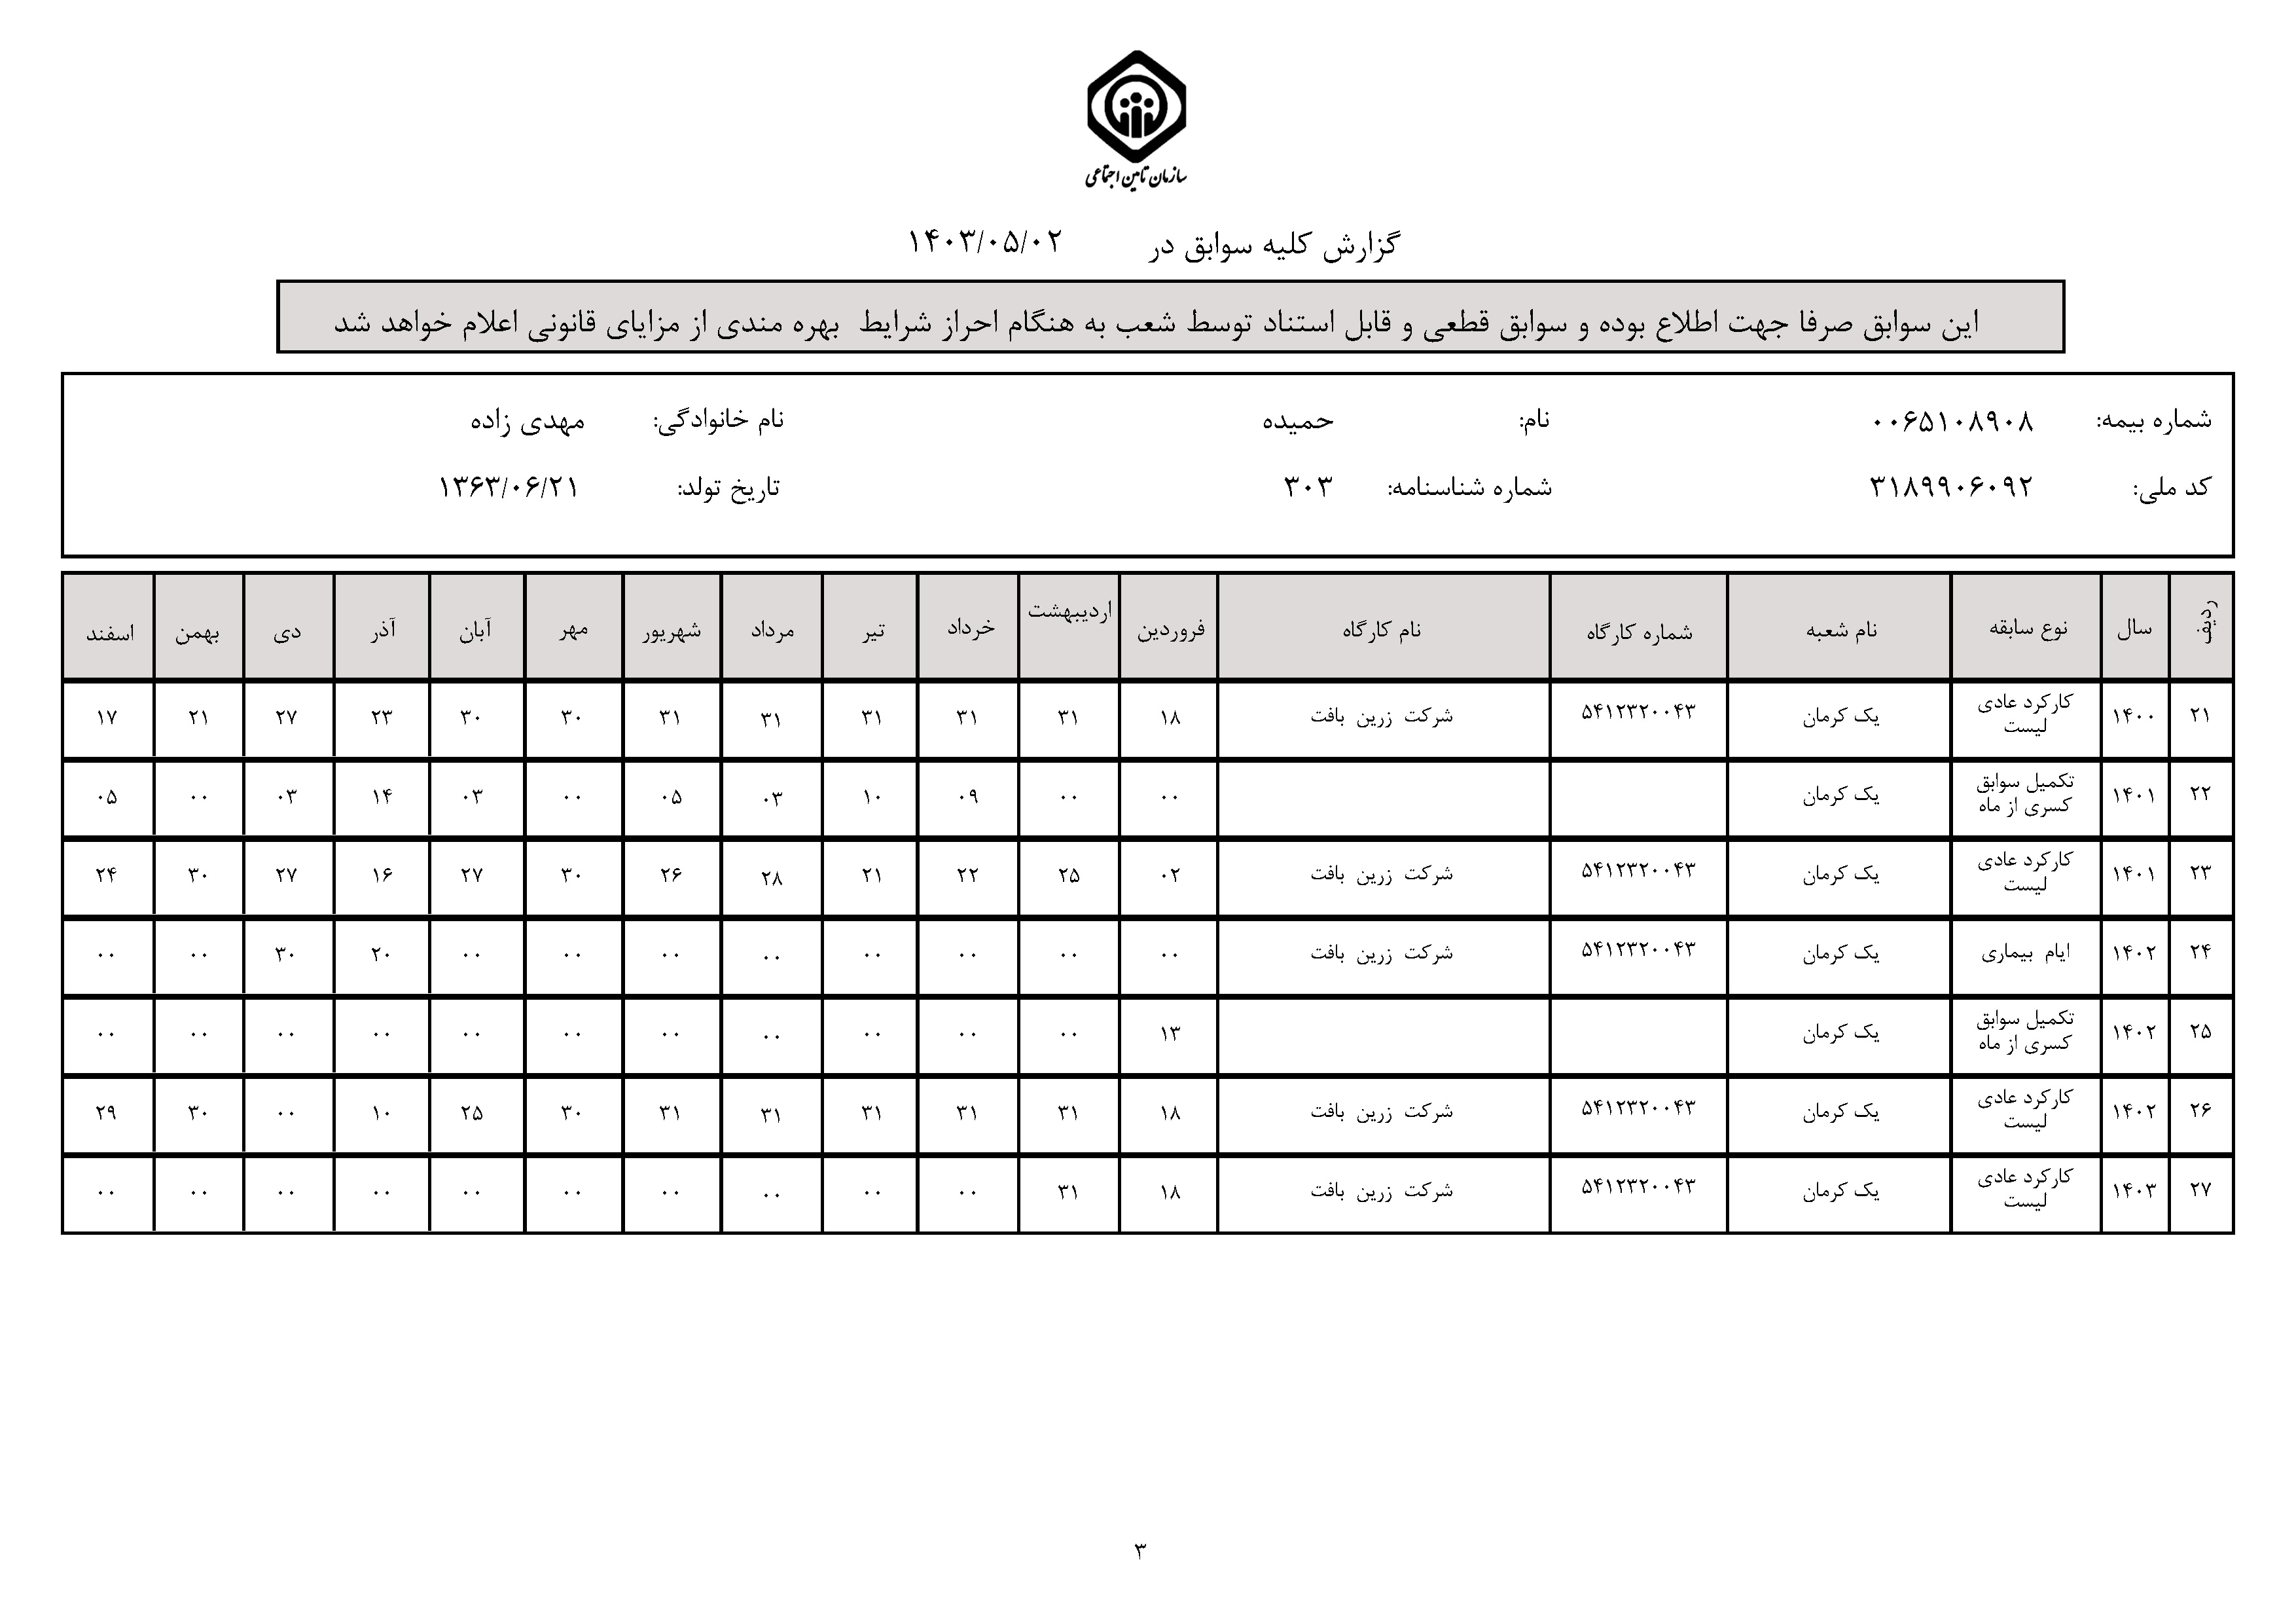 سازمان تامین اجتماعی
گزارش کلیه سوابق در ۱۴۰۳/۰۵/۰۲
این سوابق صرفا جهت اطلاع بوده و سوابق قطعی و قابل استناد توسط شعب به هنگام احراز شرایط بهره مندی از مزایای قانونی اعلام خواهد شد
شماره بیمه: ۰۰۶۵۱۰۸۹۰۸ نام: حمیده نام خانوادگی: مهدی زاده
کد ملی: ۳۱۸۹۹۰۶۰۹۲ شماره شناسنامه: ۳۰۳ تاریخ تولد: ۱۳۶۳/۰۶/۲۱
ردیف سال نوع سابقه نام شعبه شماره کارگاه نام کارگاه فروردین اردیبهشت خرداد تیر مرداد شهریور مهر آبان آذر دی بهمن اسفند
۲۱ ۱۴۰۰ کارکرد عادی لیست یک کرمان ۵۴۱۲۳۲۰۰۴۳ شرکت زرین بافت ۱۸ ۳۱ ۳۱ ۳۱ ۳۱ ۳۱ ۳۰ ۳۰ ۲۳ ۲۷ ۲۱ ۱۷
۲۲ ۱۴۰۱ تکمیل سوابق کسری از ماه یک کرمان ۰۰ ۰۰ ۰۹ ۱۰ ۰۳ ۰۵ ۰۰ ۰۳ ۱۴ ۰۳ ۰۰ ۰۵
۲۳ ۱۴۰۱ کارکرد عادی لیست یک کرمان ۵۴۱۲۳۲۰۰۴۳ شرکت زرین بافت ۰۲ ۲۵ ۲۲ ۲۱ ۲۸ ۲۶ ۳۰ ۲۷ ۱۶ ۲۷ ۳۰ ۲۴
۲۴ ۱۴۰۲ ایام بیماری یک کرمان ۵۴۱۲۳۲۰۰۴۳ شرکت زرین بافت ۰۰ ۰۰ ۰۰ ۰۰ ۰۰ ۰۰ ۰۰ ۰۰ ۲۰ ۳۰ ۰۰ ۰۰
۲۵ ۱۴۰۲ تکمیل سوابق کسری از ماه یک کرمان ۱۳ ۰۰ ۰۰ ۰۰ ۰۰ ۰۰ ۰۰ ۰۰ ۰۰ ۰۰ ۰۰ ۰۰
۲۶ ۱۴۰۲ کارکرد عادی لیست یک کرمان ۵۴۱۲۳۲۰۰۴۳ شرکت زرین بافت ۱۸ ۳۱ ۳۱ ۳۱ ۳۱ ۳۱ ۳۰ ۲۵ ۱۰ ۰۰ ۳۰ ۲۹
۲۷ ۱۴۰۳ کارکرد عادی لیست یک کرمان ۵۴۱۲۳۲۰۰۴۳ شرکت زرین بافت ۱۸ ۳۱ ۰۰ ۰۰ ۰۰ ۰۰ ۰۰ ۰۰ ۰۰ ۰۰ ۰۰ ۰۰
۳